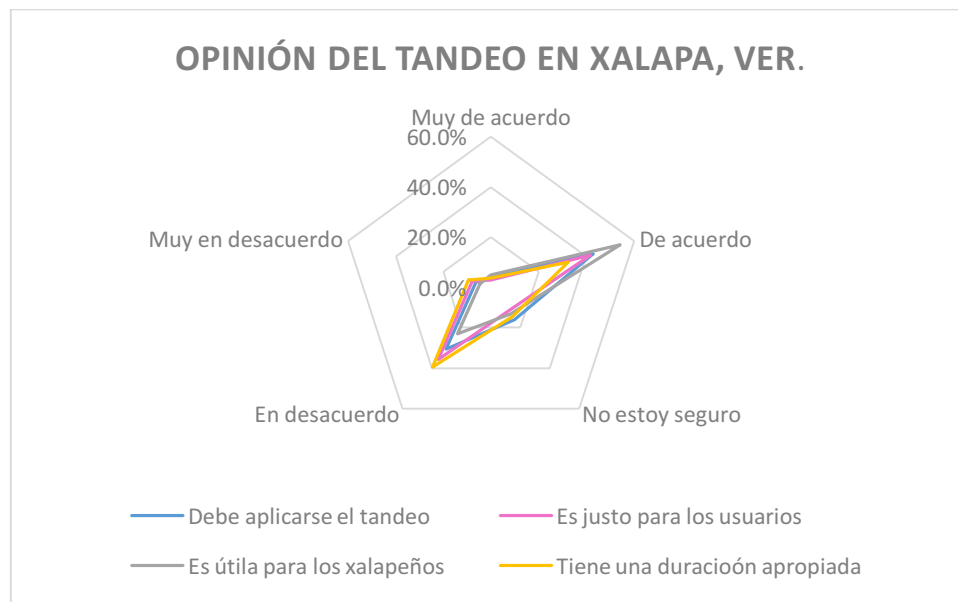 OPINIÓN DEL TANDEO EN XALAPA, VER.
Muy de acuerdo
60.0%
40.0%
20.0%
0.0%
De acuerdo
No estoy seguro
En desacuerdo
Muy en desacuerdo
Debe aplicarse el tandeo
Es justo para los usuarios
Es útila para los xalapeños
Tiene una duracioón apropiada